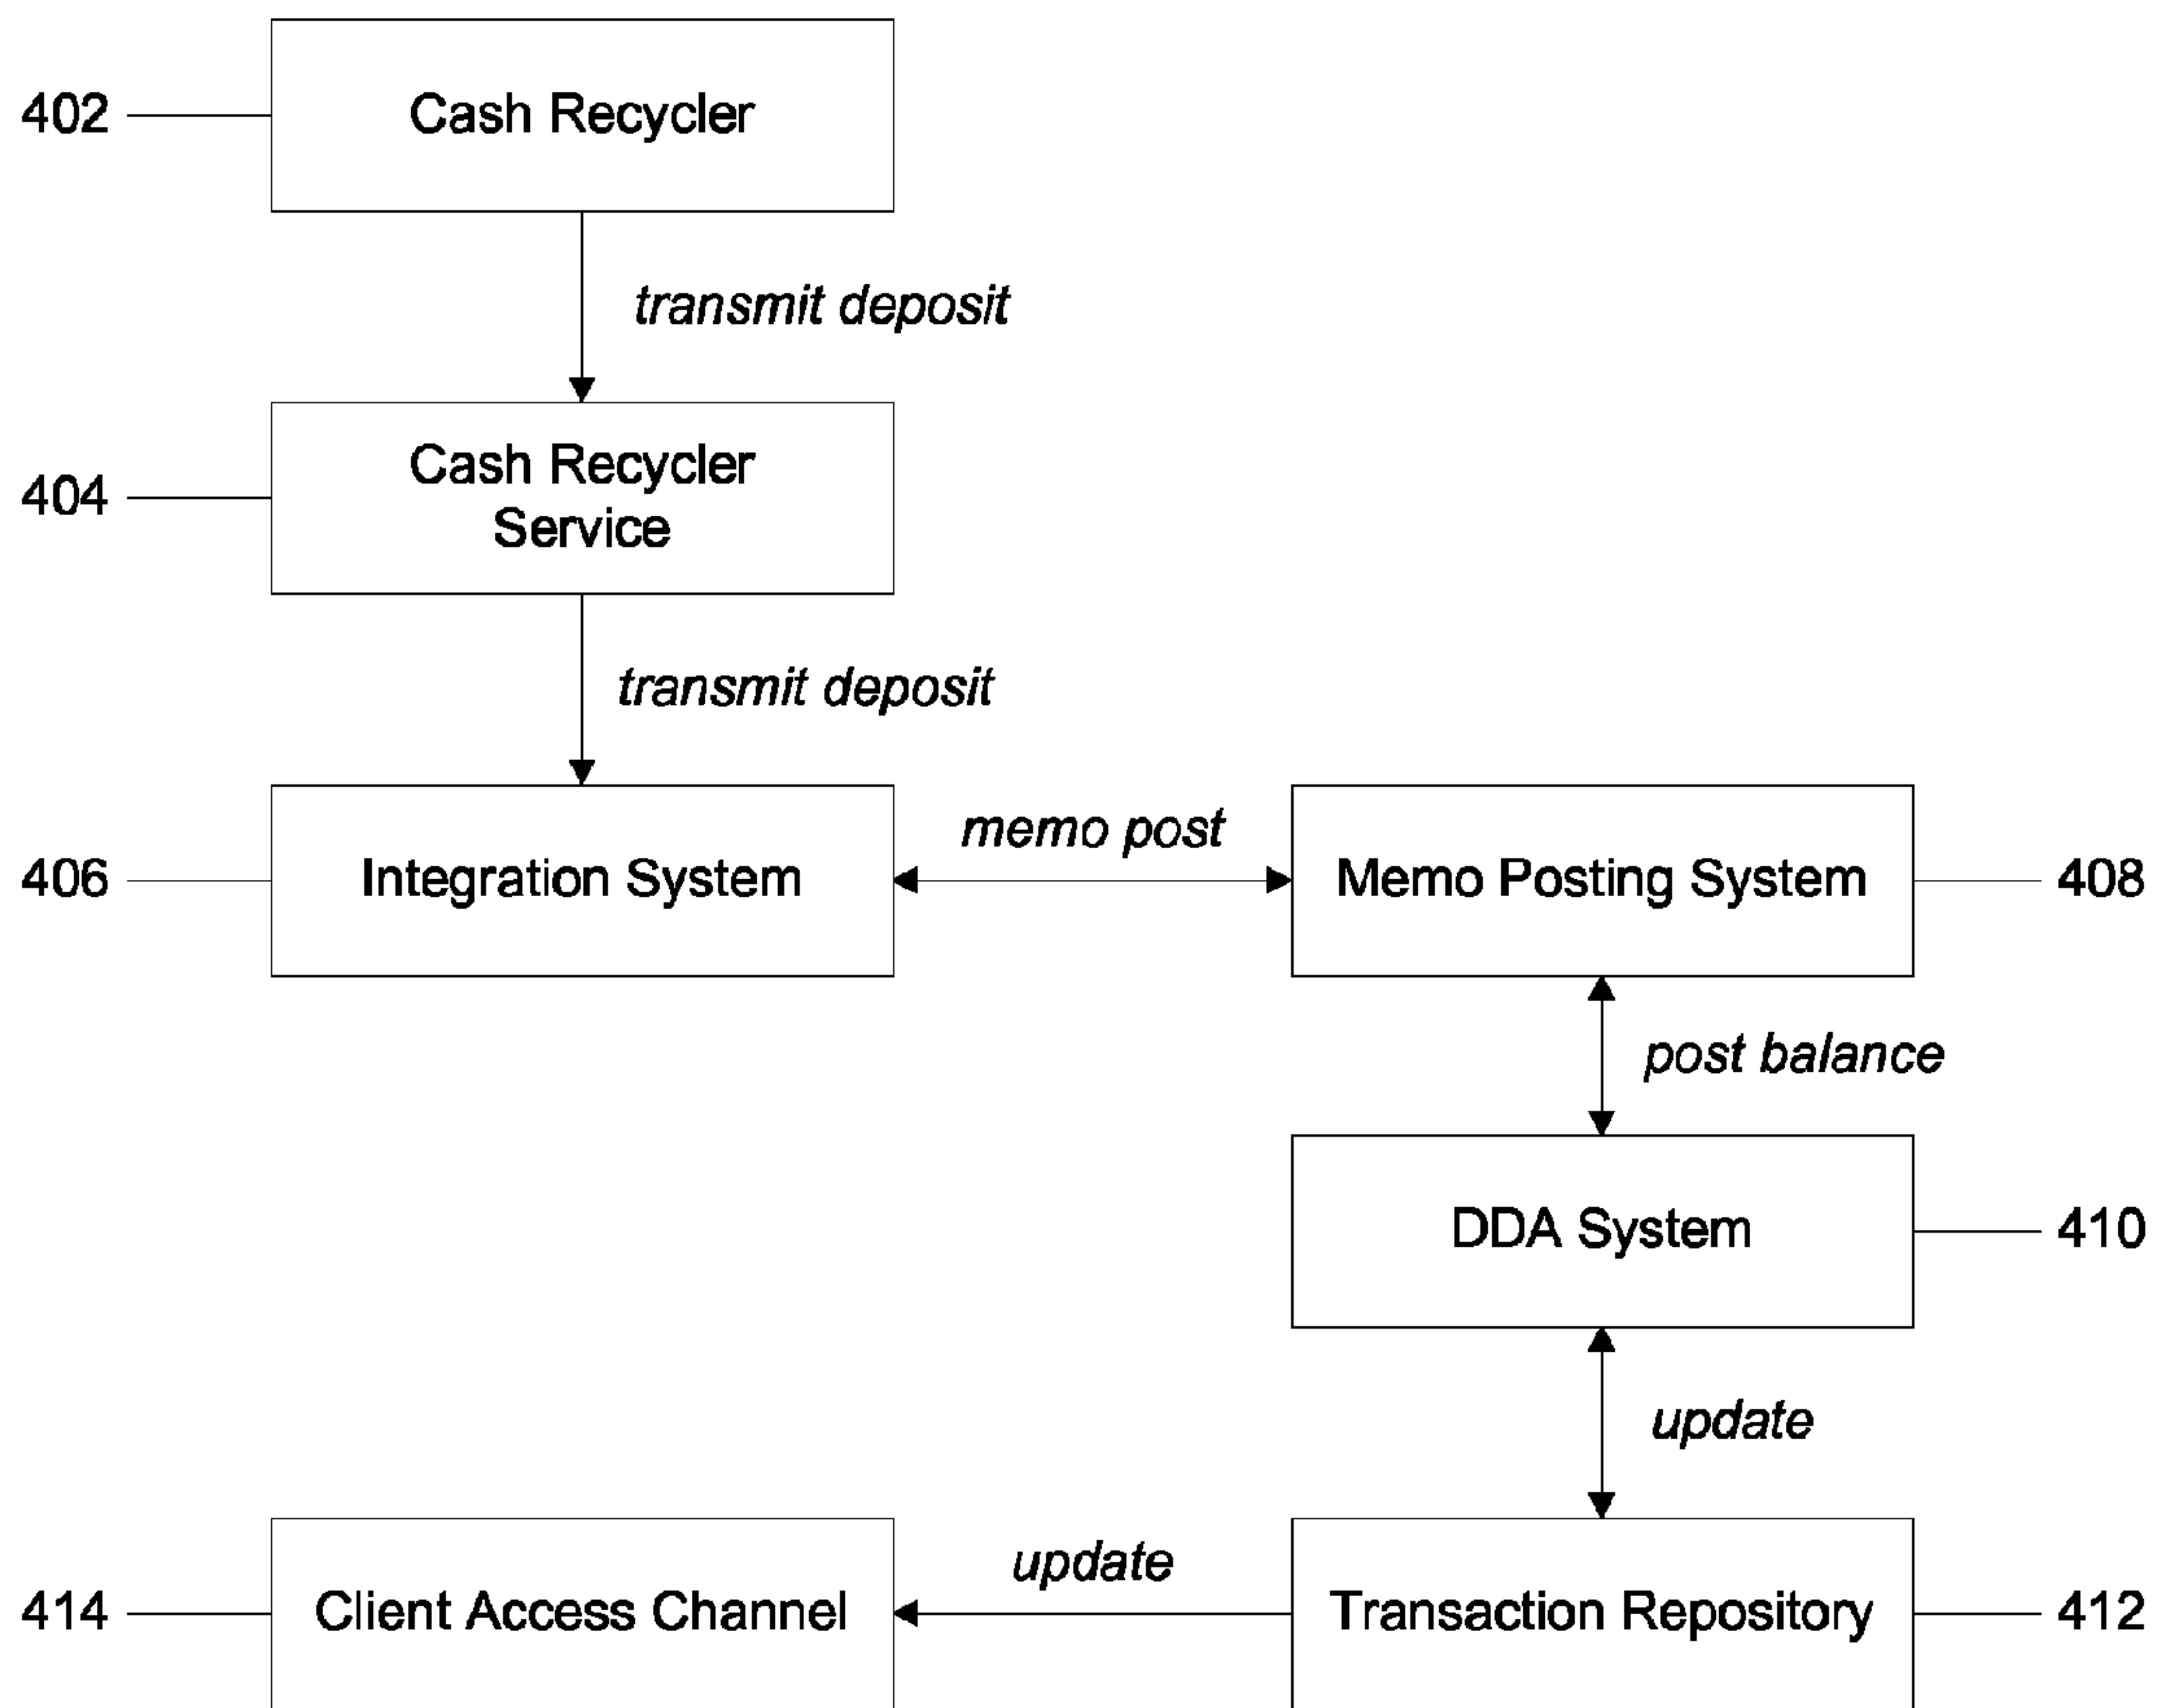 402
Cash Recycler
transmit deposit
404
Cash Recycler
Service
transmit deposit
406
Integration System
memo post
Memo Posting System
408
post balance
DDA System
410
update
414
Client Access Channel
update
Transaction Repository
412